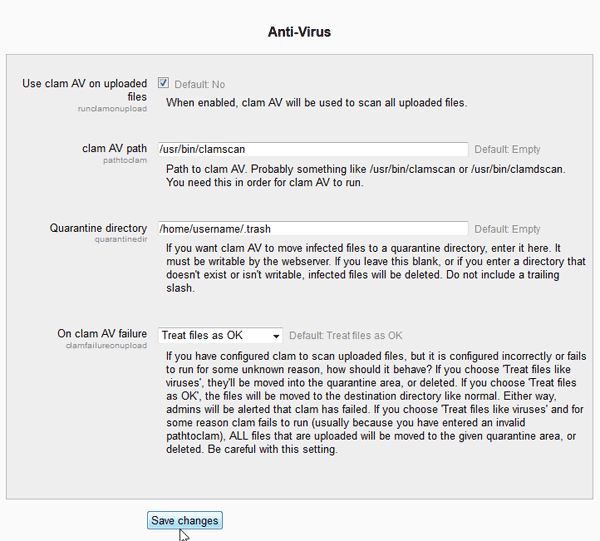 Anti-Virus
Use clam AV on uploaded Default: No
files
runclamonupload
When enabled, clam AV will be used to scan all uploaded files.
clam AV path /usr/bin/clamscan Default: Empty
pathtoclam
Path to clam AV. Probably something like /usr/bin/clamscan or /usr/bin/clamdscan.
You need this in order for clam AV to run.
Quarantine directory /home/username/.trash Default: Empty
quarantinedir
If you want clam AV to move infected files to a quarantine directory, enter it here. It
must be writable by the webserver. If you leave this blank, or if you enter a directory that
doesn't exist or isn't writable, infected files will be deleted. Do not include a trailing
slash.
On clam AV failure Treat files as OK Default: Treat files as OK
clamfailureonupload
If you have configured clam to scan uploaded files, but it is configured incorrectly or fails
to run for some unknown reason, how should it behave? If you choose 'Treat files like
viruses', they'll be moved into the quarantine area, or deleted. If you choose 'Treat files
as OK', the files will be moved to the destination directory like normal. Either way,
admins will be alerted that clam has failed. If you choose 'Treat files like viruses' and for
some reason clam fails to run (usually because you have entered an invalid
pathtoclam), ALL files that are uploaded will be moved to the given quarantine area, or
deleted. Be careful with this setting.
Save changes